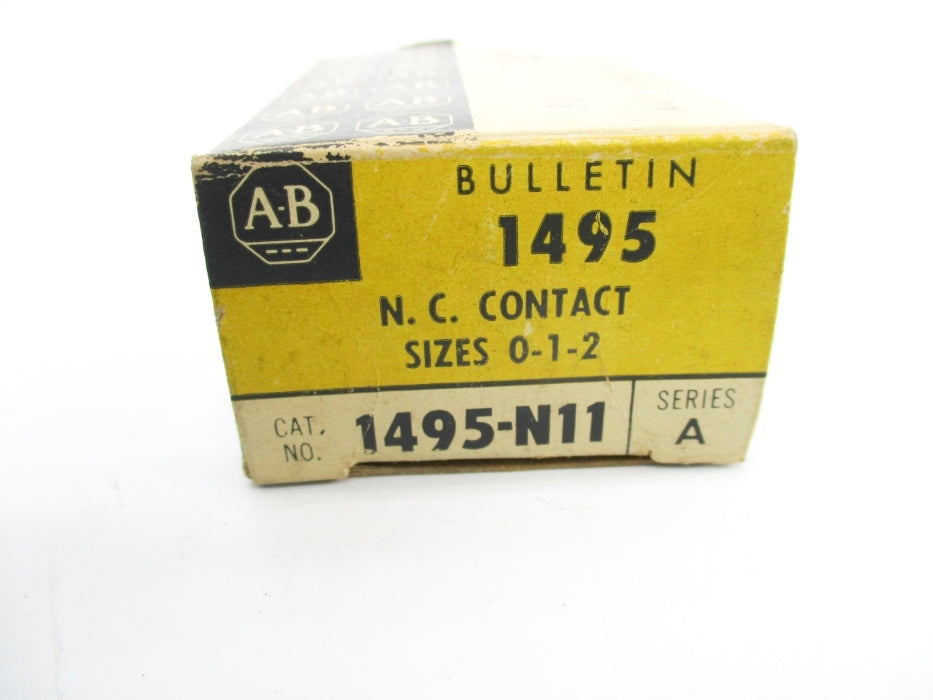 A-B A-B
A-B
BULLETIN
1495
N. C. CONTACT
SIZES 0-1-2
CAT. NO. 1495-N11
SERIES A